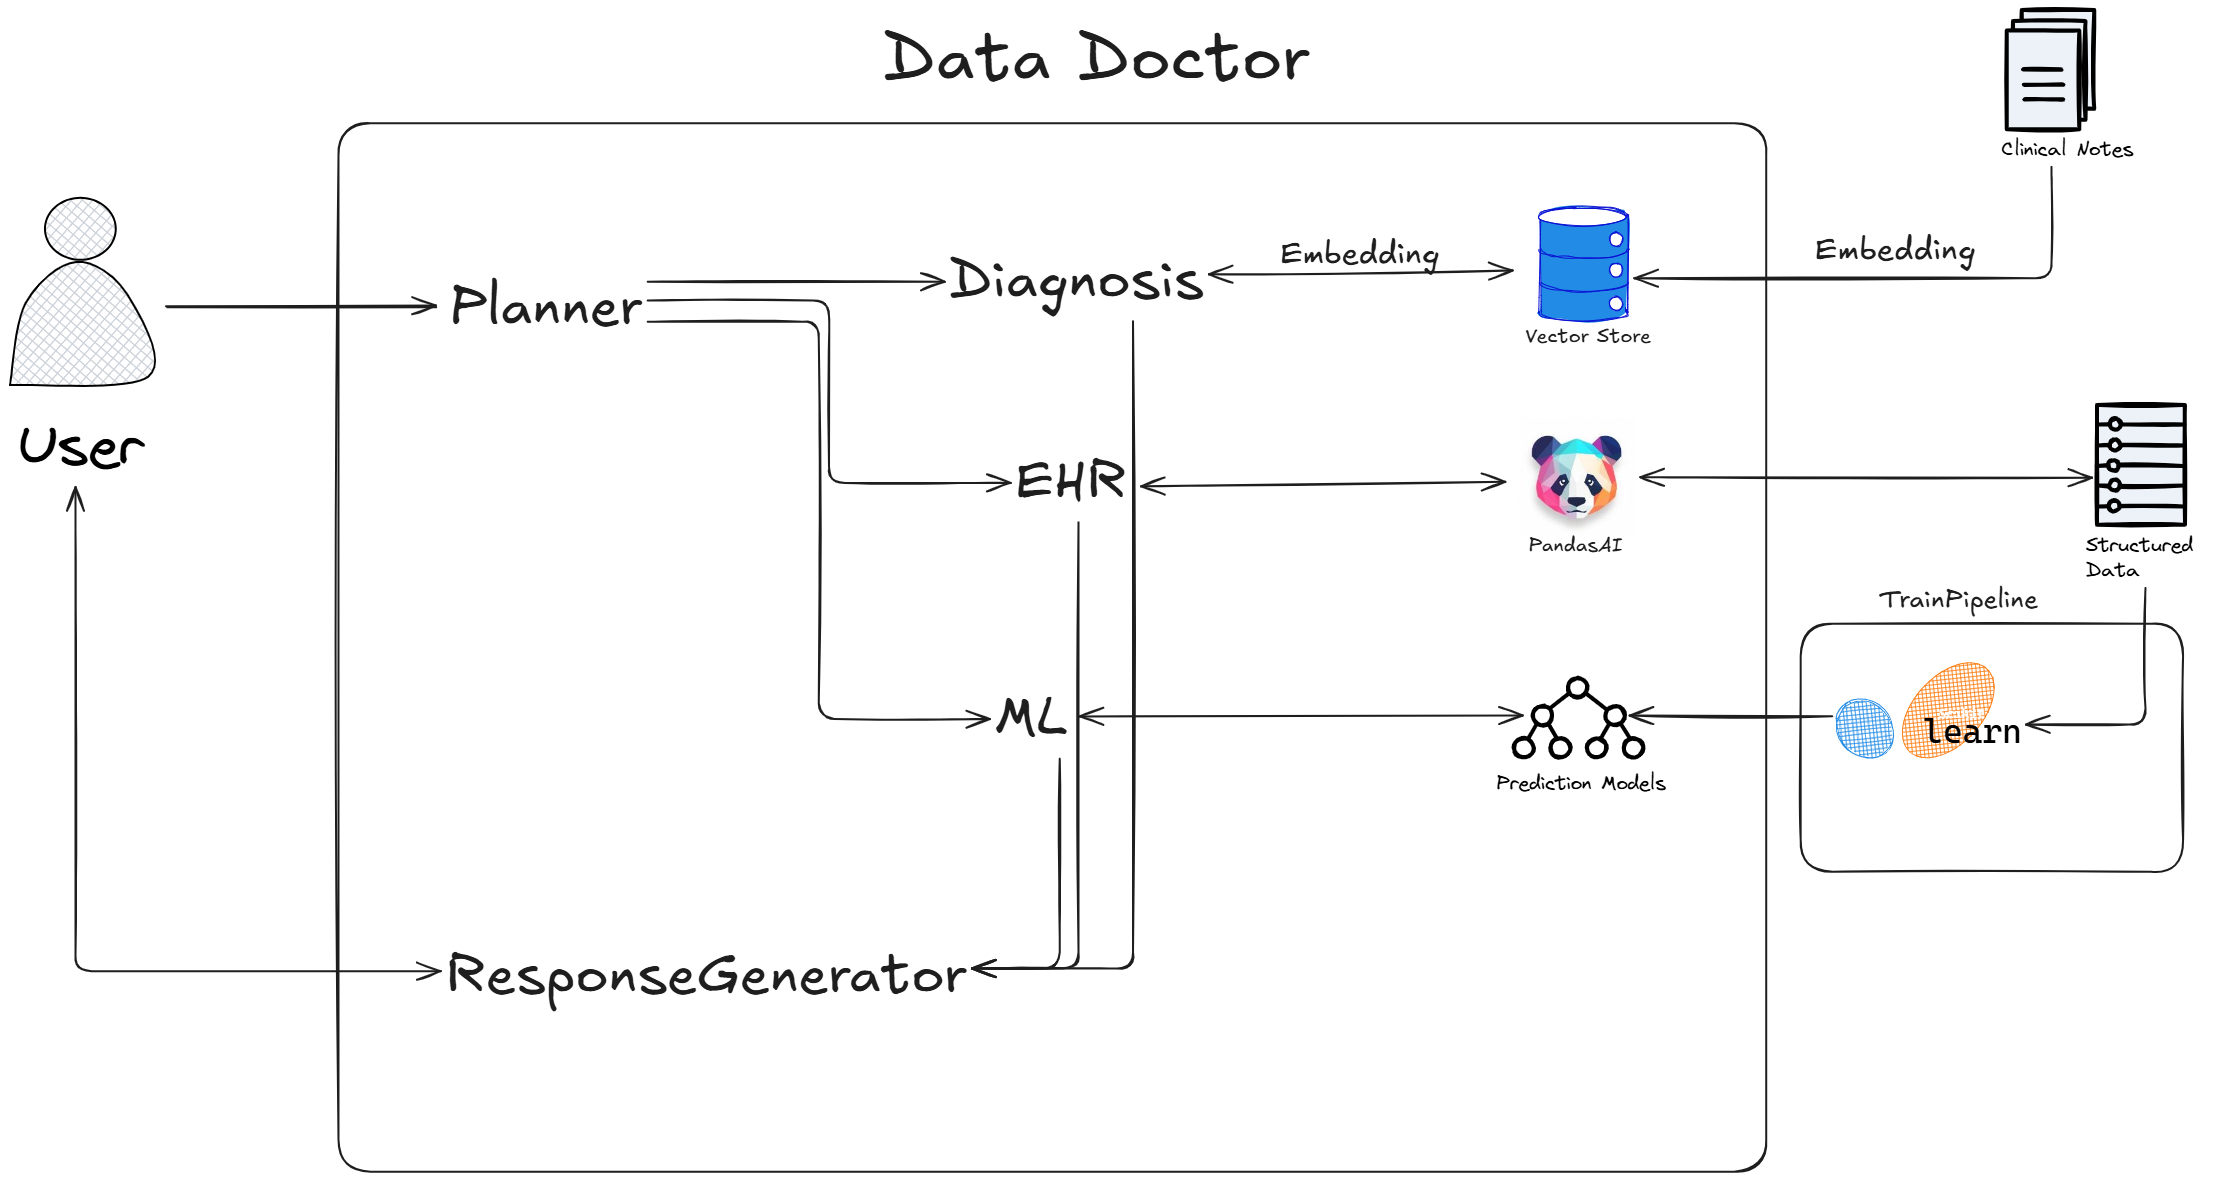 Data Doctor
Clinical Notes
Embedding
Embedding
Diagnosis
Planner
Vector Store
User
EHR
PandasAI
Structured
Data
TrainPipeline
ML
learn
Prediction Models
ResponseGenerator